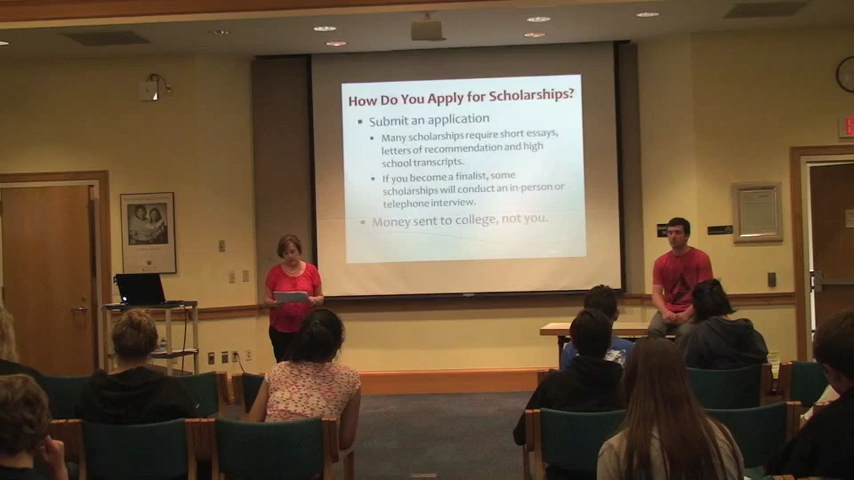 How Do You Apply for Scholarships?
▪ Submit an application
▪ Many scholarships require short essays,
letters of recommendation and high
school transcripts.
▪ If you become a finalist, some
scholarships will conduct an in-person or
telephone interview.
▪ Money sent to college, not you.